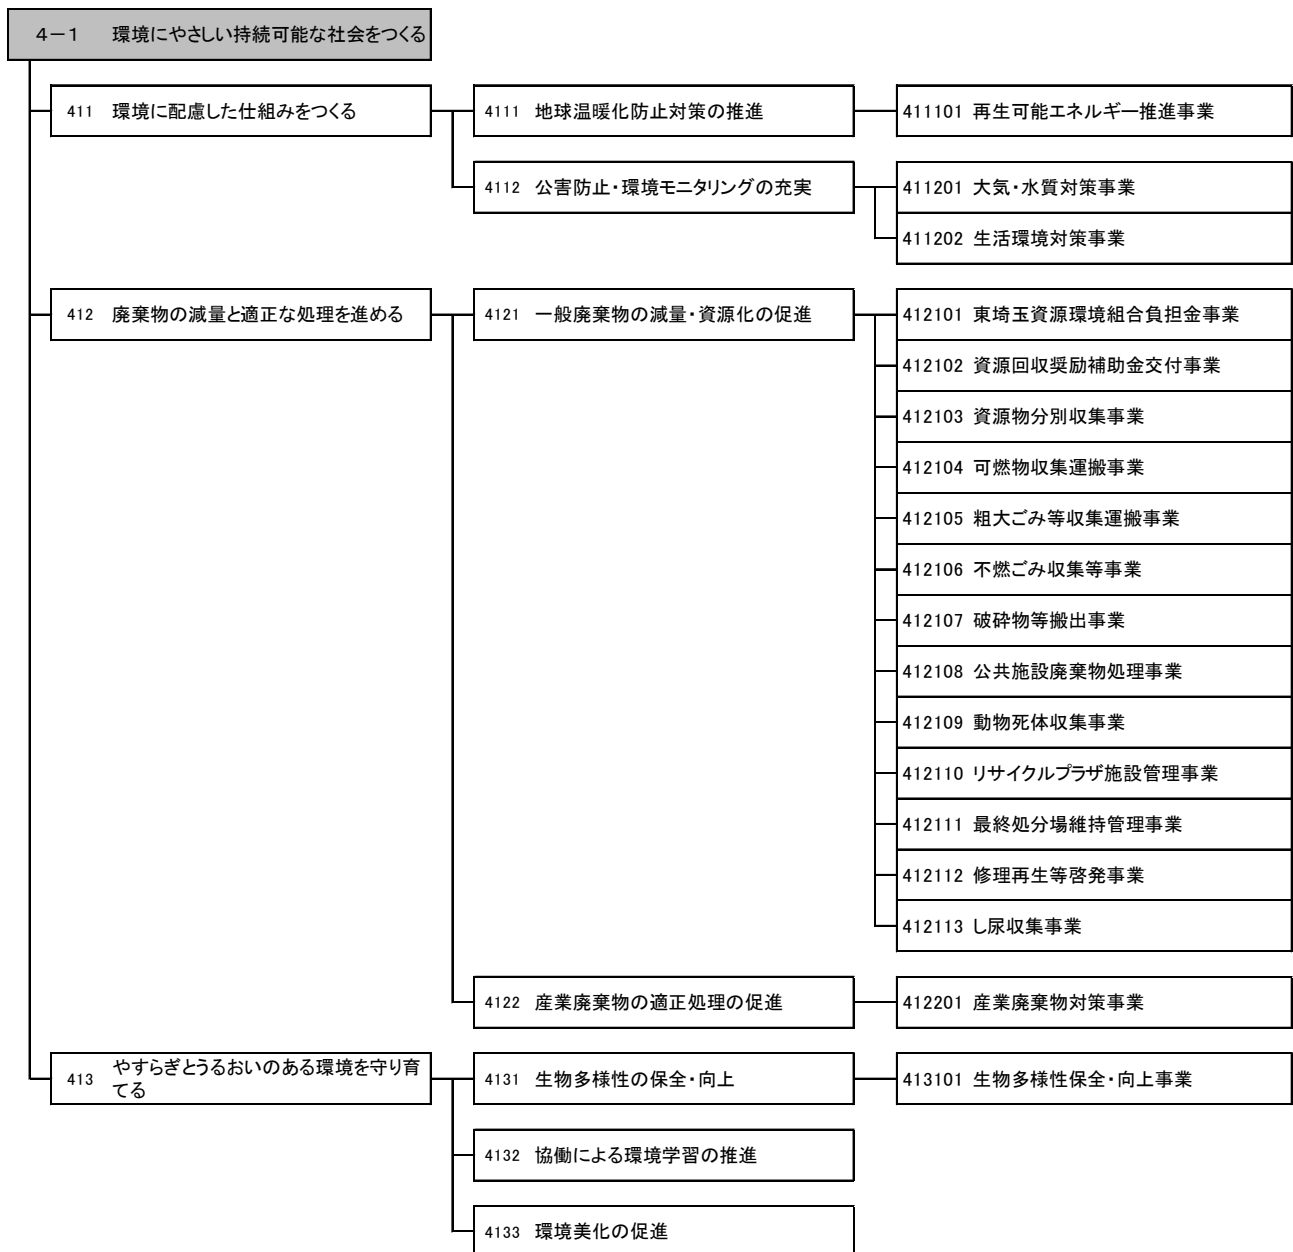 4－1 環境にやさしい持続可能な社会をつくる
411 環境に配慮した仕組みをつくる
4111 地球温暖化防止対策の推進
411101 再生可能エネルギー推進事業
4112 公害防止・環境モニタリングの充実
411201 大気・水質対策事業
411202 生活環境対策事業
412 廃棄物の減量と適正な処理を進める
4121 一般廃棄物の減量・資源化の促進
412101 東埼玉資源環境組合負担金事業
412102 資源回収奨励補助金交付事業
412103 資源物分別収集事業
412104 可燃物収集運搬事業
412105 粗大ごみ等収集運搬事業
412106 不燃ごみ収集等事業
412107 破砕物等搬出事業
412108 公共施設廃棄物処理事業
412109 動物死体収集事業
412110 リサイクルプラザ施設管理事業
412111 最終処分場維持管理事業
412112 修理再生等啓発事業
412113 し尿収集事業
4122 産業廃棄物の適正処理の促進
412201 産業廃棄物対策事業
413 やすらぎとうるおいのある環境を守り育
てる
4131 生物多様性の保全・向上
413101 生物多様性保全・向上事業
4132 協働による環境学習の推進
4133 環境美化の促進